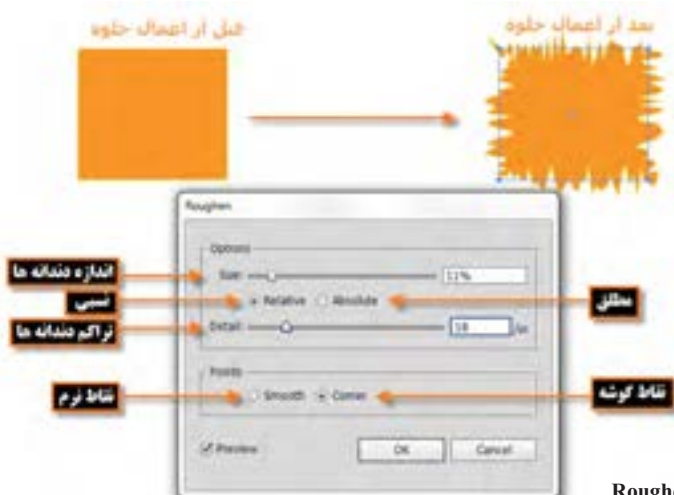 قبل از اعمال جلوه
بعد از اعمال جلوه
Roughen
Options
Size: 11%
Relative Absolute
Detail: 18 /in
Points
Smooth Corner
Preview OK Cancel
اندازه دندانه ها
نسبی
تراکم دندانه ها
نقاط نرم
مطلق
نقاط گوشه